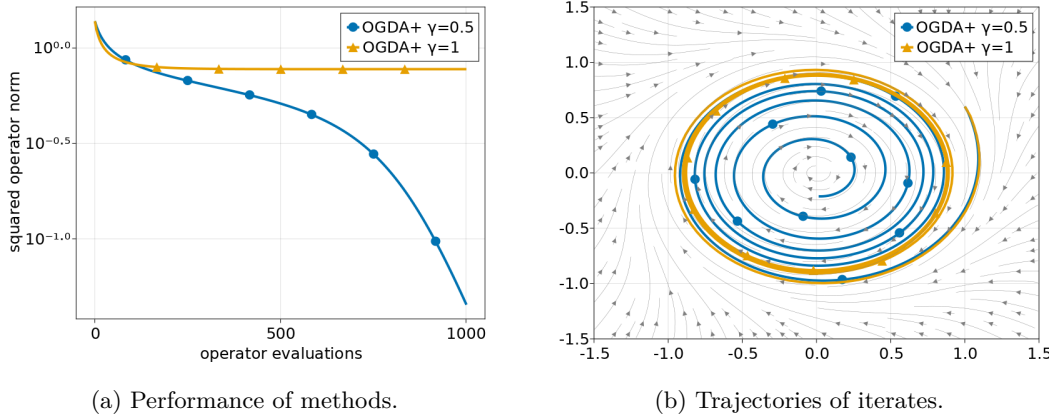 OGDA+ γ=0.5
OGDA+ γ=1
10^0.0
10^−0.5
10^−1.0
squared operator norm
0 500 1000
operator evaluations
(a) Performance of methods.
OGDA+ γ=0.5
OGDA+ γ=1
1.5
1.0
0.5
0.0
-0.5
-1.0
-1.5
-1.5 -1.0 -0.5 0.0 0.5 1.0 1.5
(b) Trajectories of iterates.